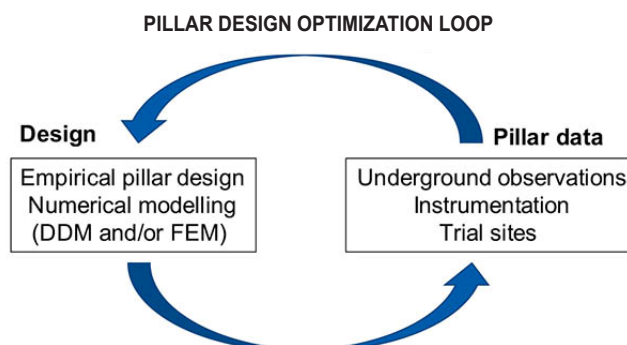 PILLAR DESIGN OPTIMIZATION LOOP
Design
Empirical pillar design
Numerical modelling
(DDM and/or FEM)
Pillar data
Underground observations
Instrumentation
Trial sites